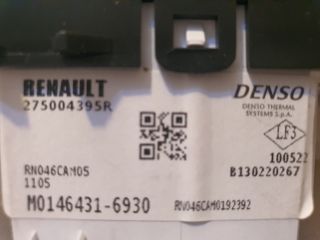 RENAULT
275004395R
DENSO
DENSO THERMAL
SYSTEMS S.p.A.
LF3
100522
B130220267
RN046CAM05
1105
M0146431-6930
RN046CAM0192392